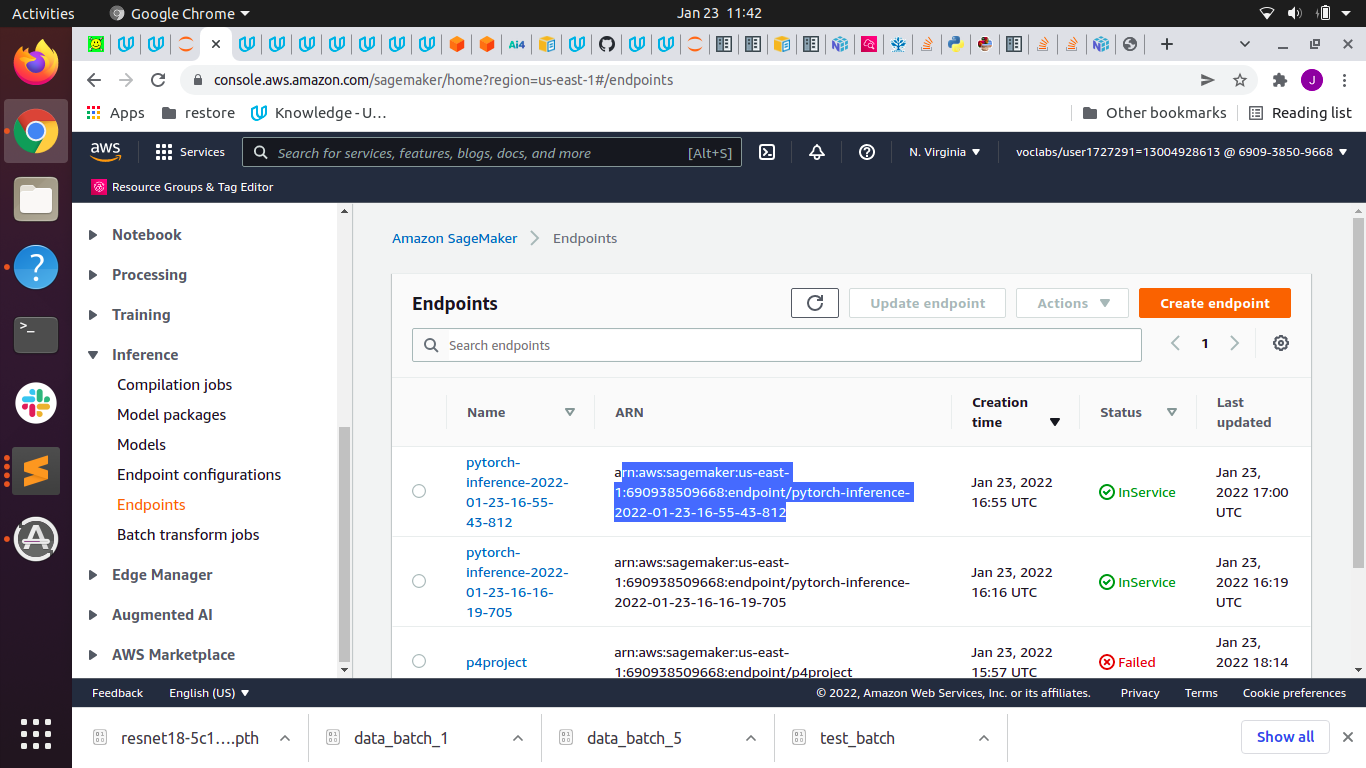 Activities
Google Chrome
Jan 23 11:42
Ai4
console.aws.amazon.com/sagemaker/home?region=us-east-1#/endpoints
J
Apps
restore
Knowledge - U…
Other bookmarks
Reading list
aws
Services
Search for services, features, blogs, docs, and more
[Alt+S]
N. Virginia
voclabs/user1727291=13004928613 @ 6909-3850-9668
Resource Groups & Tag Editor
Notebook
Processing
Training
Inference
Compilation jobs
Model packages
Models
Endpoint configurations
Endpoints
Batch transform jobs
Edge Manager
Augmented AI
AWS Marketplace
Amazon SageMaker
Endpoints
Endpoints
Update endpoint
Actions
Create endpoint
Search endpoints
1
Name
ARN
Creation
time
Status
Last
updated
pytorch-
inference-2022-
01-23-16-55-
43-812
arn:aws:sagemaker:us-east-
1:690938509668:endpoint/pytorch-inference-
2022-01-23-16-55-43-812
Jan 23, 2022
16:55 UTC
InService
Jan 23,
2022 17:00
UTC
pytorch-
inference-2022-
01-23-16-16-
19-705
arn:aws:sagemaker:us-east-
1:690938509668:endpoint/pytorch-inference-
2022-01-23-16-16-19-705
Jan 23, 2022
16:16 UTC
InService
Jan 23,
2022 16:19
UTC
p4project
arn:aws:sagemaker:us-east-
1:690938509668:endpoint/p4project
Jan 23, 2022
15:57 UTC
Failed
Jan 23,
2022 18:14
Feedback
English (US)
© 2022, Amazon Web Services, Inc. or its affiliates.
Privacy
Terms
Cookie preferences
resnet18-5c1....pth
data_batch_1
data_batch_5
test_batch
Show all